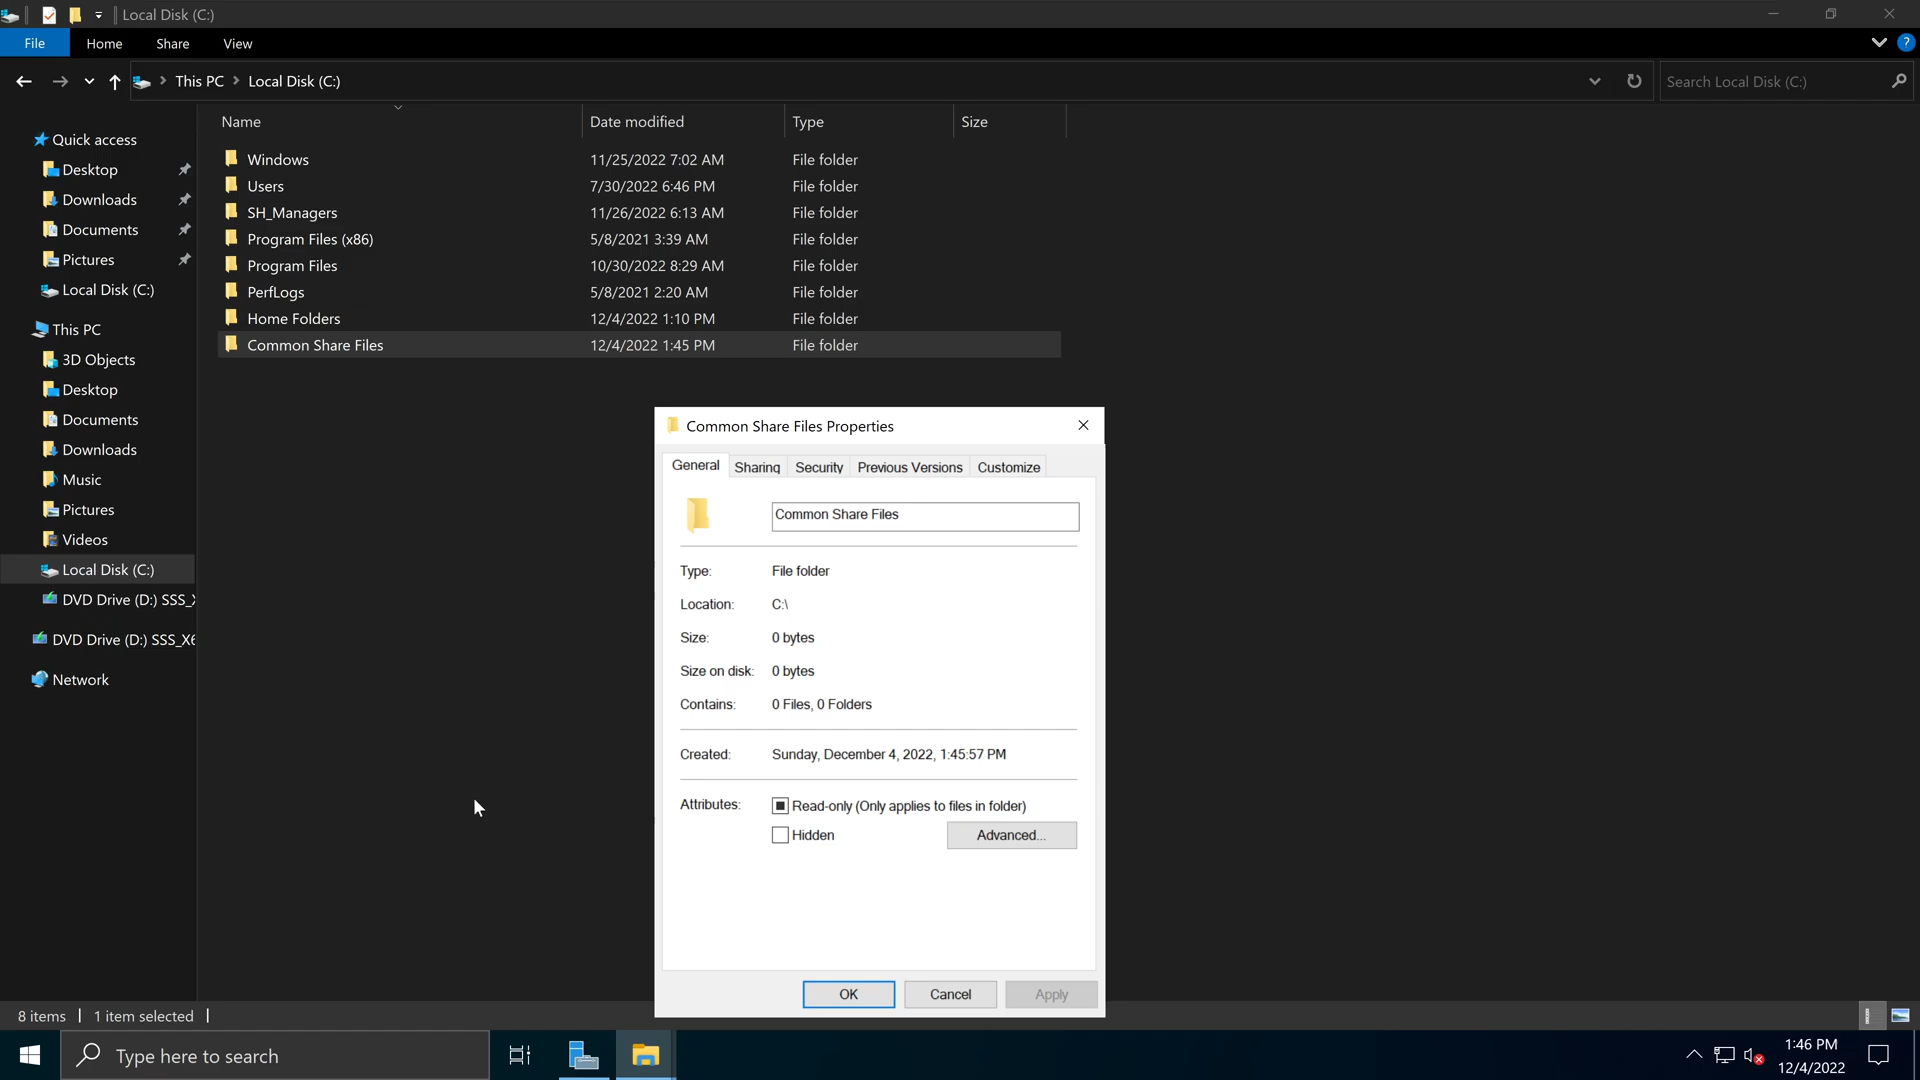 Local Disk (C:)
File Home Share View
This PC Local Disk (C:) Search Local Disk (C:)
Name Date modified Type Size
Quick access
Desktop
Downloads
Documents
Pictures
Local Disk (C:)
This PC
3D Objects
Desktop
Documents
Downloads
Music
Pictures
Videos
Local Disk (C:)
DVD Drive (D:) SSS_X
DVD Drive (D:) SSS_X6
Network
Windows 11/25/2022 7:02 AM File folder
Users 7/30/2022 6:46 PM File folder
SH_Managers 11/26/2022 6:13 AM File folder
Program Files (x86) 5/8/2021 3:39 AM File folder
Program Files 10/30/2022 8:29 AM File folder
PerfLogs 5/8/2021 2:20 AM File folder
Home Folders 12/4/2022 1:10 PM File folder
Common Share Files 12/4/2022 1:45 PM File folder
Common Share Files Properties
General Sharing Security Previous Versions Customize
Common Share Files
Type: File folder
Location: C:\
Size: 0 bytes
Size on disk: 0 bytes
Contains: 0 Files, 0 Folders
Created: Sunday, December 4, 2022, 1:45:57 PM
Attributes: Read-only (Only applies to files in folder)
Hidden Advanced...
OK Cancel Apply
8 items 1 item selected
Type here to search
1:46 PM
12/4/2022